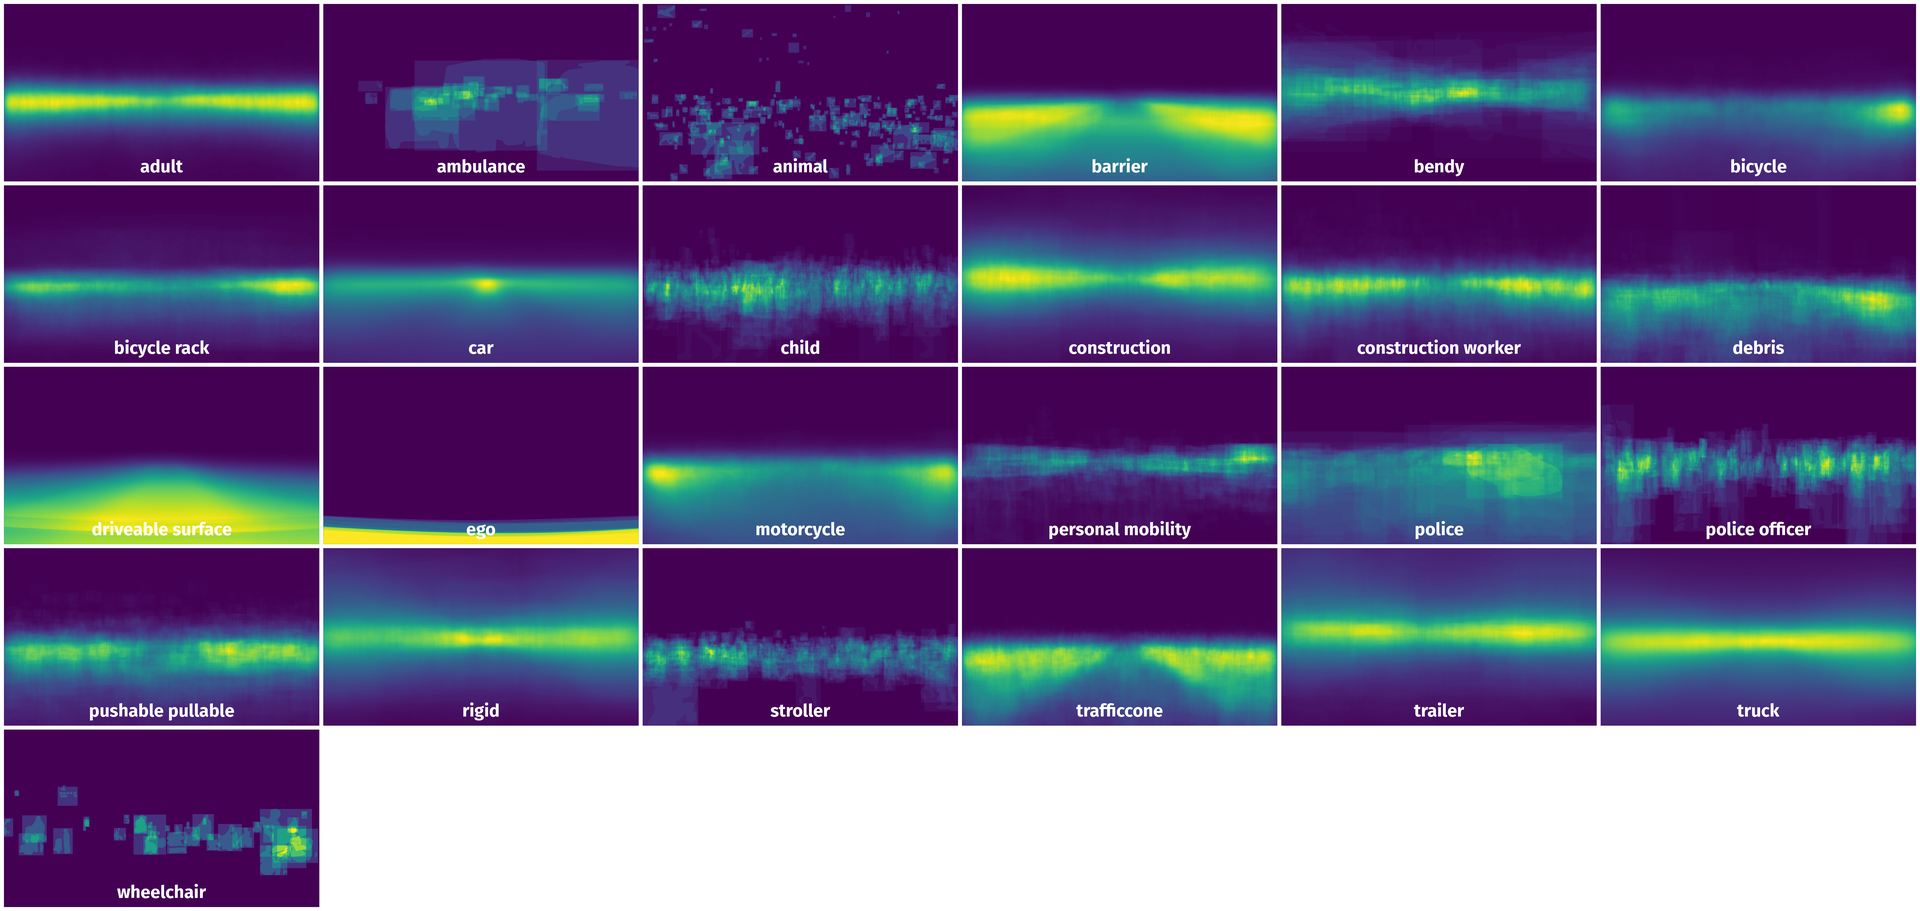 adult
ambulance
animal
barrier
bendy
bicycle
bicycle rack
car
child
construction
construction worker
debris
driveable surface
ego
motorcycle
personal mobility
police
police officer
pushable pullable
rigid
stroller
trafficcone
trailer
truck
wheelchair